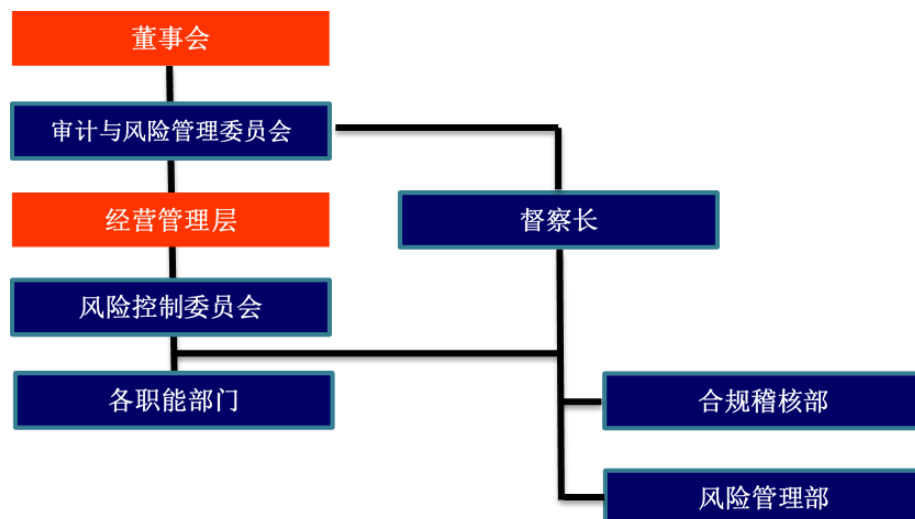 董事会
审计与风险管理委员会
经营管理层
督察长
风险控制委员会
各职能部门
合规稽核部
风险管理部